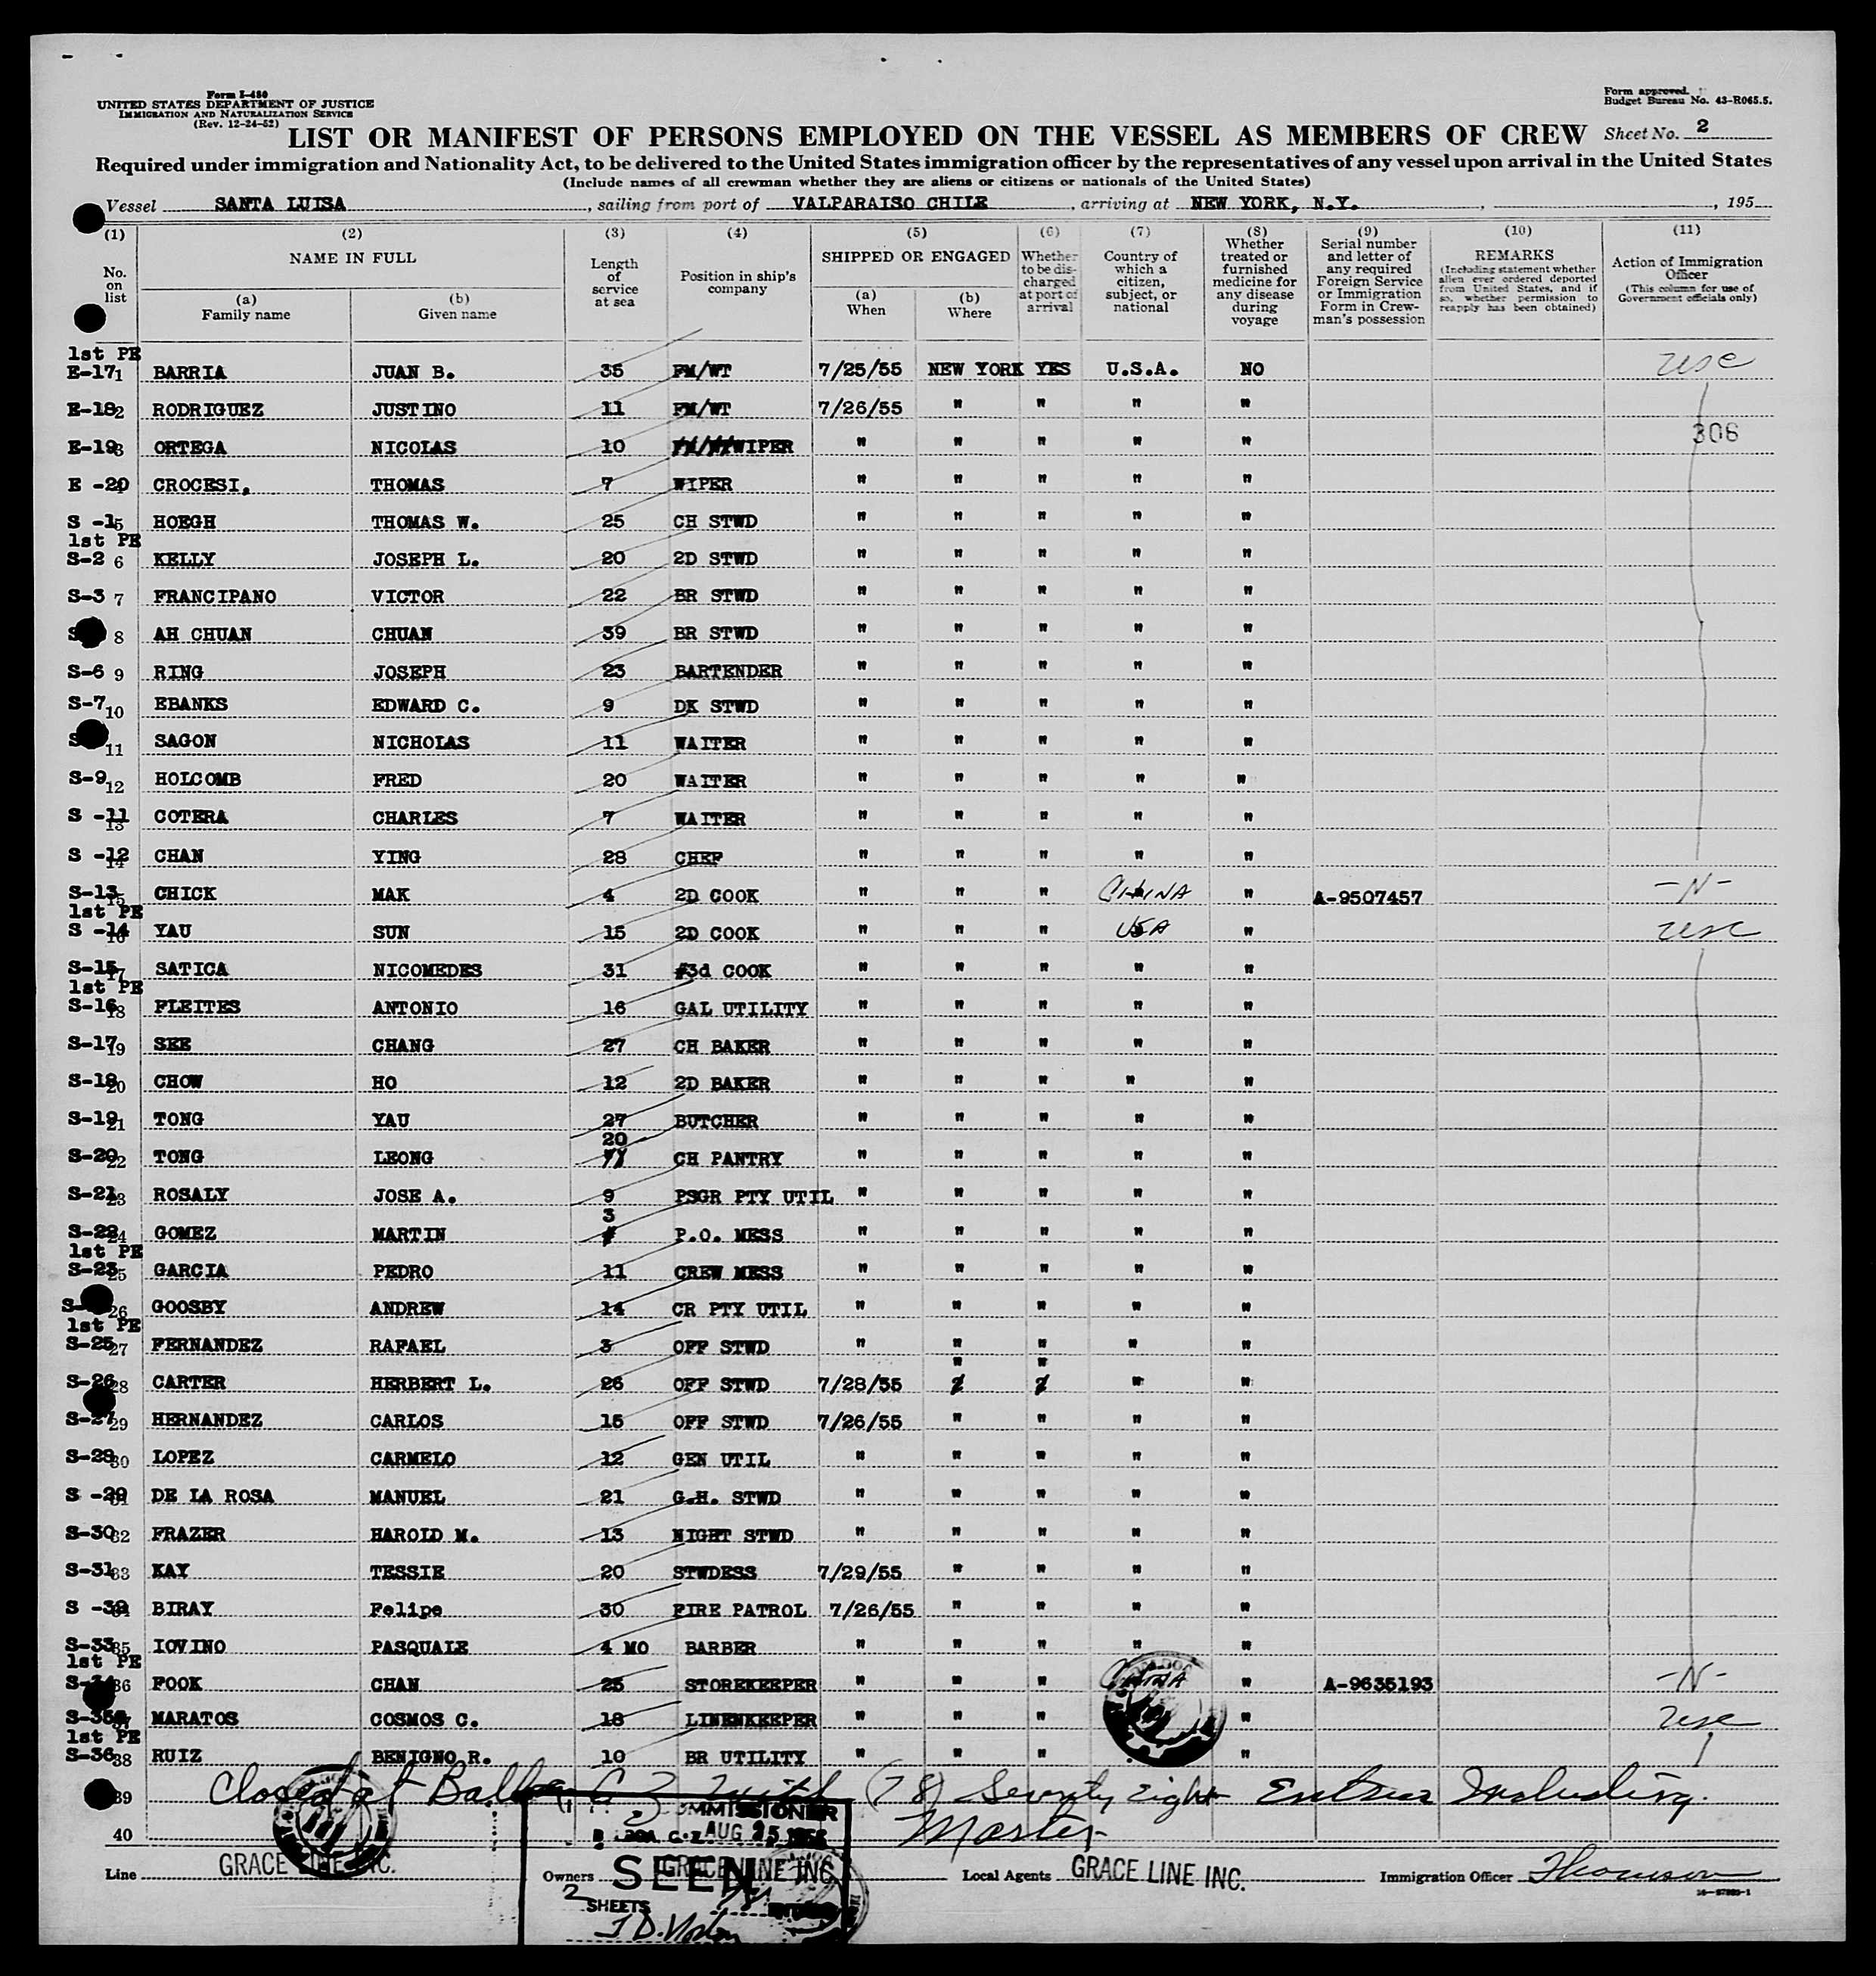 Form I-480
UNITED STATES DEPARTMENT OF JUSTICE
IMMIGRATION AND NATURALIZATION SERVICE
(Rev. 12-24-52)
Form approved.
Budget Bureau No. 43-R065.5.
LIST OR MANIFEST OF PERSONS EMPLOYED ON THE VESSEL AS MEMBERS OF CREW Sheet No. 2
Required under immigration and Nationality Act, to be delivered to the United States immigration officer by the representatives of any vessel upon arrival in the United States
(Include names of all crewman whether they are aliens or citizens or nationals of the United States)
Vessel SANTA LUISA, sailing from port of VALPARAISO CHILE, arriving at NEW YORK, N.Y., 195
(1) No. on list
(2) NAME IN FULL (a) Family name (b) Given name
(3) Length of service at sea
(4) Position in ship's company
(5) SHIPPED OR ENGAGED (a) When (b) Where
(6) Whether to be discharged at port of arrival
(7) Country of which a citizen, subject, or national
(8) Whether treated or furnished medicine for any disease during voyage
(9) Serial number and letter of any required Foreign Service or Immigration Form in Crewman's possession
(10) REMARKS (Including statement whether alien ever ordered deported from United States, and if so, whether permission to reapply has been obtained)
(11) Action of Immigration Officer (This column for use of Government officials only)
1st PE
E-17 1 BARRIA JUAN B. 35 FM/WT 7/25/55 NEW YORK YES U.S.A. NO usc
E-18 2 RODRIGUEZ JUSTINO 11 FM/WT 7/26/55 " " " "
E-19 3 ORTEGA NICOLAS 10 WIPER " " " " " 306
E -20 CROCESI, THOMAS 7 WIPER " " " " "
S -1 5 HOEGH THOMAS W. 25 CH STWD " " " " "
1st PE
S-2 6 KELLY JOSEPH L. 20 2D STWD " " " " "
S-3 7 FRANCIPANO VICTOR 22 BR STWD " " " " "
8 AH CHUAN CHUAN 39 BR STWD " " " " "
S-6 9 RING JOSEPH 23 BARTENDER " " " " "
S-7 10 EBANKS EDWARD C. 9 DK STWD " " " " "
11 SAGON NICHOLAS 11 WAITER " " " " "
S-9 12 HOLCOMB FRED 20 WAITER " " " " "
S -11 13 COTERA CHARLES 7 WAITER " " " " "
S -12 14 CHAN YING 28 CHEF " " " " "
S-13 15 CHICK MAK 4 2D COOK " " " CHINA " A-9507457 -N-
1st PE
S -14 16 YAU SUN 15 2D COOK " " " USA " usc
S-15 17 SATICA NICOMEDES 31 3d COOK " " " " "
1st PE
S-16 18 FLEITES ANTONIO 16 GAL UTILITY " " " " "
S-17 19 SEE CHANG 27 CH BAKER " " " " "
S-18 20 CHOW HO 12 2D BAKER " " " " "
S-19 21 TONG YAU 27 BUTCHER " " " " "
S-20 22 TONG LEONG 20 CH PANTRY " " " " "
S-21 23 ROSALY JOSE A. 9 PSGR PTY UTIL " " " " "
S-22 24 GOMEZ MARTIN 3 P.O. MESS " " " " "
1st PE
S-23 25 GARCIA PEDRO 11 CREW MESS " " " " "
S- 26 GOOSBY ANDREW 14 CR PTY UTIL " " " " "
1st PE
S-25 27 FERNANDEZ RAFAEL 3 OFF STWD " " " " "
S-26 28 CARTER HERBERT L. 26 OFF STWD 7/28/55 " " " "
S-27 29 HERNANDEZ CARLOS 15 OFF STWD 7/26/55 " " " "
S-28 30 LOPEZ CARMELO 12 GEN UTIL " " " " "
S -29 31 DE LA ROSA MANUEL 21 G.H. STWD " " " " "
S-30 32 FRAZER HAROLD M. 13 NIGHT STWD " " " " "
S-31 33 KAY TESSIE 20 STWDESS 7/29/55 " " " "
S -32 34 BIRAY Felipe 30 FIRE PATROL 7/26/55 " " " "
S-33 35 IOVINO PASQUALE 4 MO BARBER " " " " "
1st PE
S-34 36 FOOK CHAN 25 STOREKEEPER " " " CHINA " A-9635193 -N-
S-35 37 MARATOS COSMOS C. 18 LINENKEEPER " " " " usc
1st PE
S-36 38 RUIZ BENIGNO R. 10 BR UTILITY " " " "
39 Closed at Balboa C Z with (78) Seventy Eight Entries Including.
Master
40
COMMISSIONER
BALBOA, C.Z. AUG 25
SEEN
2 SHEETS
Line GRACE LINE INC. Owners GRACE LINE INC. Local Agents GRACE LINE INC. Immigration Officer Thomson
16-67898-1